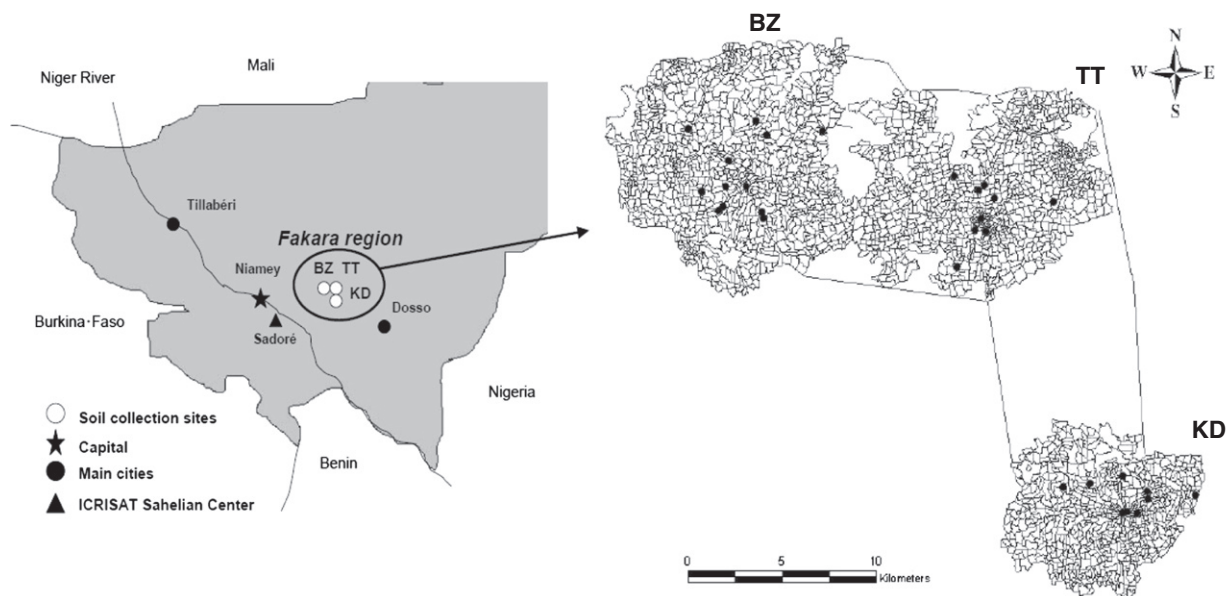 Mali
Niger River
Tillabéri
Fakara region
BZ TT
KD
Niamey
Dosso
Sadoré
Burkina·Faso
Nigeria
Benin
Soil collection sites
Capital
Main cities
ICRISAT Sahelian Center
BZ
TT
N
W E
S
KD
0 5 10
Kilometers